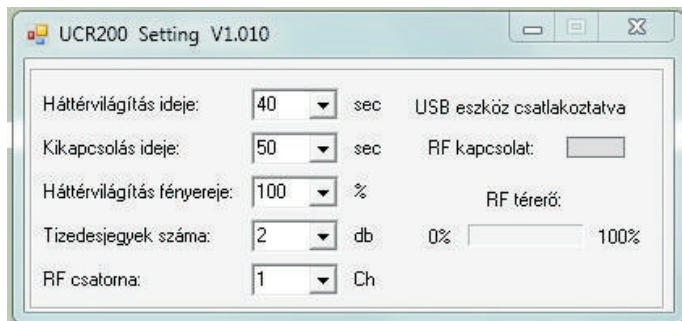 UCR200 Setting V1.010
Háttérvilágítás ideje: 40 sec
USB eszköz csatlakoztatva
Kikapcsolás ideje: 50 sec
RF kapcsolat:
Háttérvilágítás fényereje: 100 %
RF térerő:
Tizedesjegyek száma: 2 db
0% 100%
RF csatorna: 1 Ch